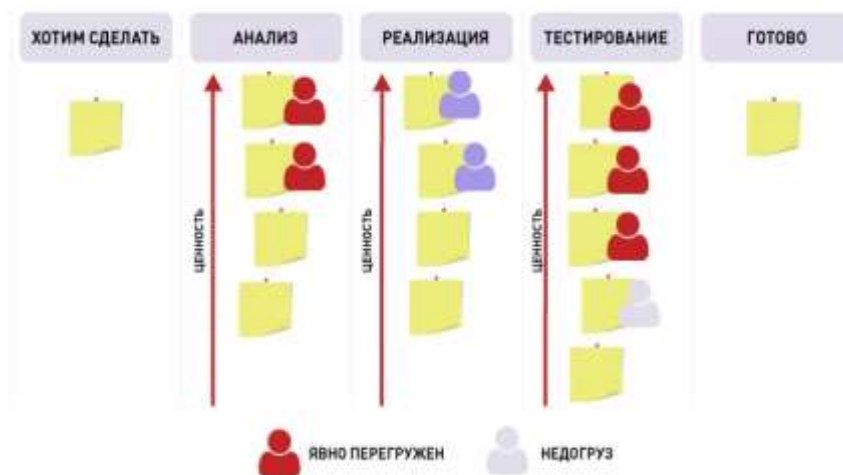 ХОТИМ СДЕЛАТЬ
АНАЛИЗ
РЕАЛИЗАЦИЯ
ТЕСТИРОВАНИЕ
ГОТОВО
ЦЕННОСТЬ
ЦЕННОСТЬ
ЦЕННОСТЬ
ЯВНО ПЕРЕГРУЖЕН
НЕДОГРУЗ